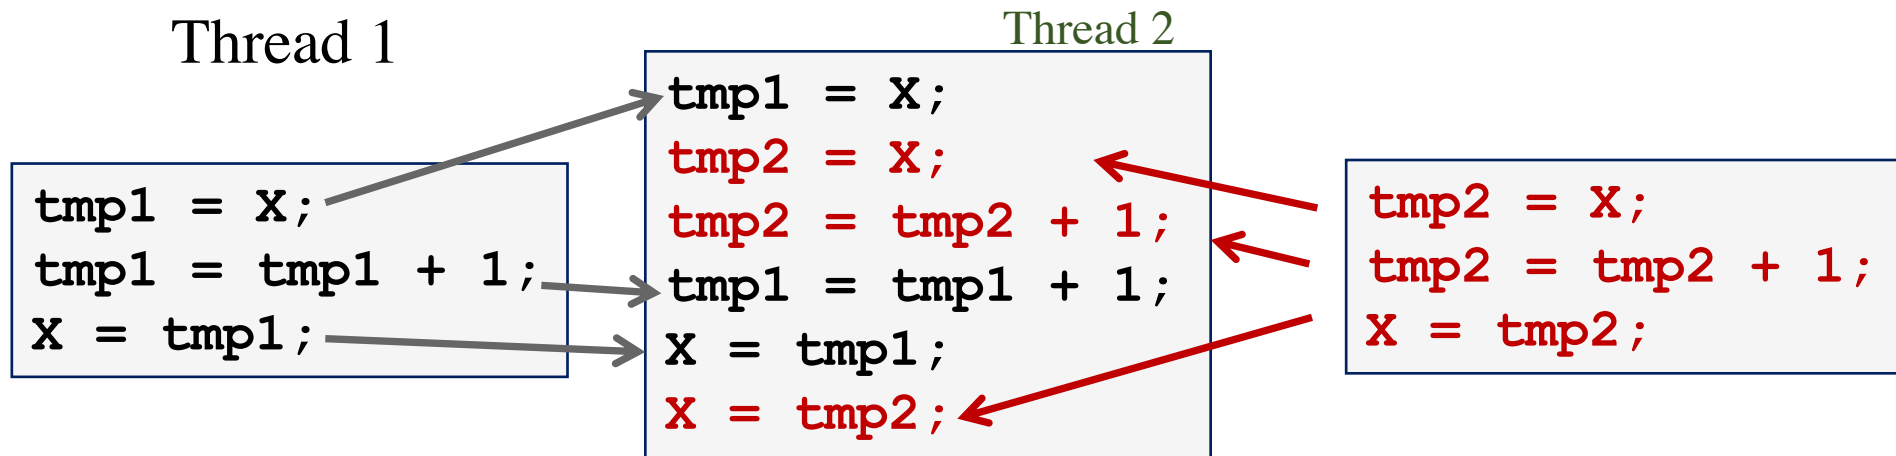 Thread 1
tmp1 = X;
tmp1 = tmp1 + 1;
X = tmp1;
Thread 2
tmp1 = X;
tmp2 = X;
tmp2 = tmp2 + 1;
tmp1 = tmp1 + 1;
X = tmp1;
X = tmp2;
tmp2 = X;
tmp2 = tmp2 + 1;
X = tmp2;